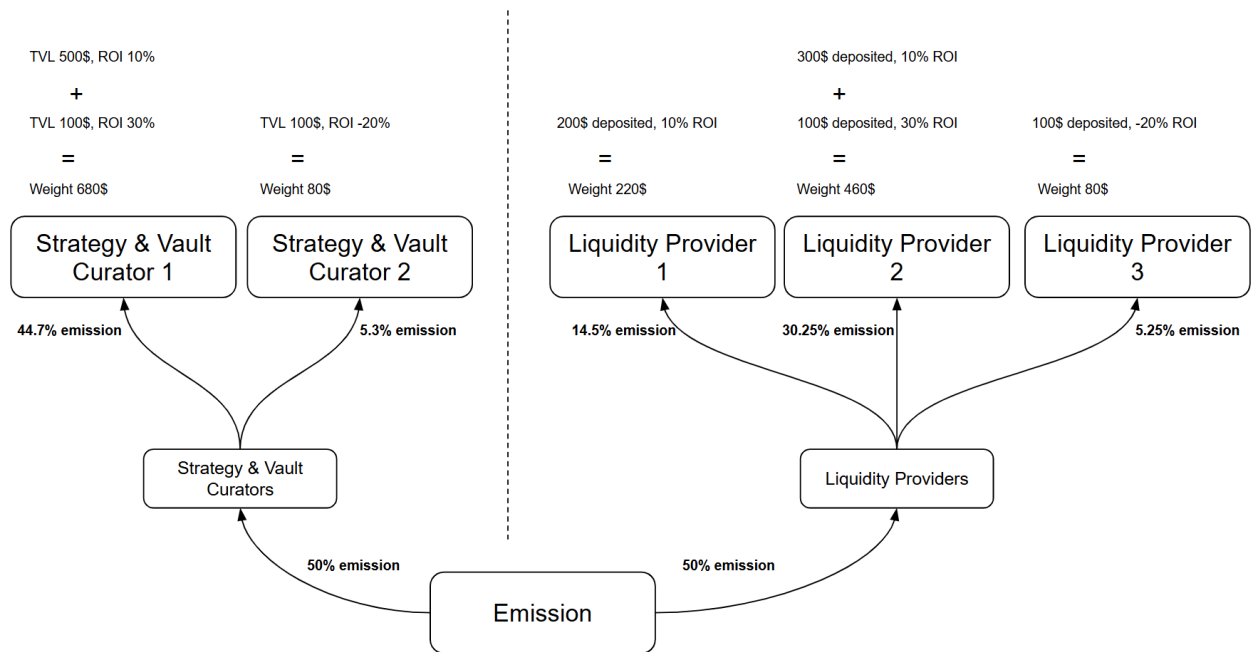 TVL 500$, ROI 10%
+
TVL 100$, ROI 30%
=
Weight 680$
Strategy & Vault
Curator 1
TVL 100$, ROI -20%
=
Weight 80$
Strategy & Vault
Curator 2
44.7% emission
5.3% emission
Strategy & Vault
Curators
200$ deposited, 10% ROI
=
Weight 220$
Liquidity Provider
1
300$ deposited, 10% ROI
+
100$ deposited, 30% ROI
=
Weight 460$
Liquidity Provider
2
100$ deposited, -20% ROI
=
Weight 80$
Liquidity Provider
3
14.5% emission
30.25% emission
5.25% emission
Liquidity Providers
50% emission
50% emission
Emission